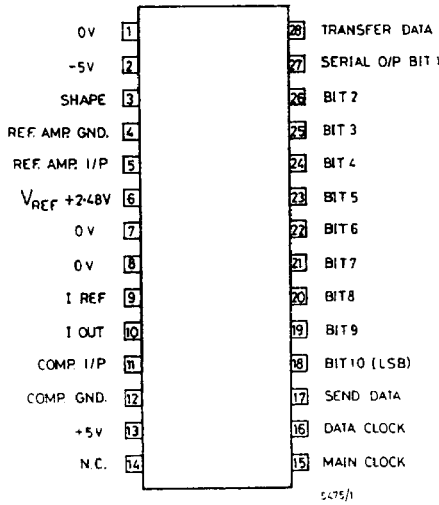 0V 1
-5V 2
SHAPE 3
REF. AMP. GND. 4
REF. AMP. I/P 5
VREF +2·48V 6
0V 7
0V 8
I REF 9
I OUT 10
COMP. I/P 11
COMP. GND. 12
+5V 13
N.C. 14
28 TRANSFER DATA
27 SERIAL O/P BIT 1
26 BIT 2
25 BIT 3
24 BIT 4
23 BIT 5
22 BIT 6
21 BIT 7
20 BIT 8
19 BIT 9
18 BIT 10 (LSB)
17 SEND DATA
16 DATA CLOCK
15 MAIN CLOCK
5475/1